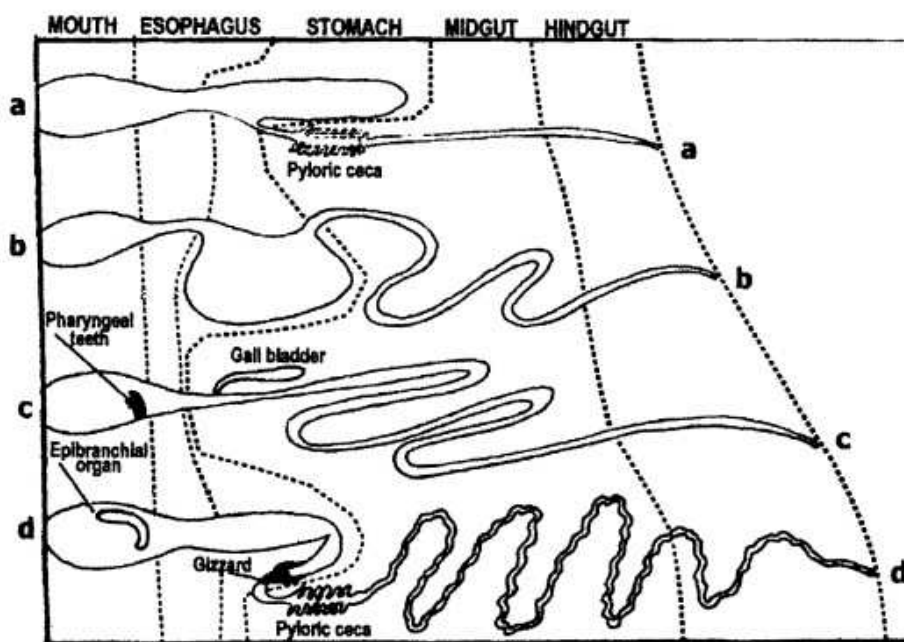 MOUTH ESOPHAGUS STOMACH MIDGUT HINDGUT
a
Pyloric ceca
a
b
b
Pharyngeal
teeth
Gall bladder
c
c
Epibranchial
organ
d
Gizzard
d
Pyloric ceca